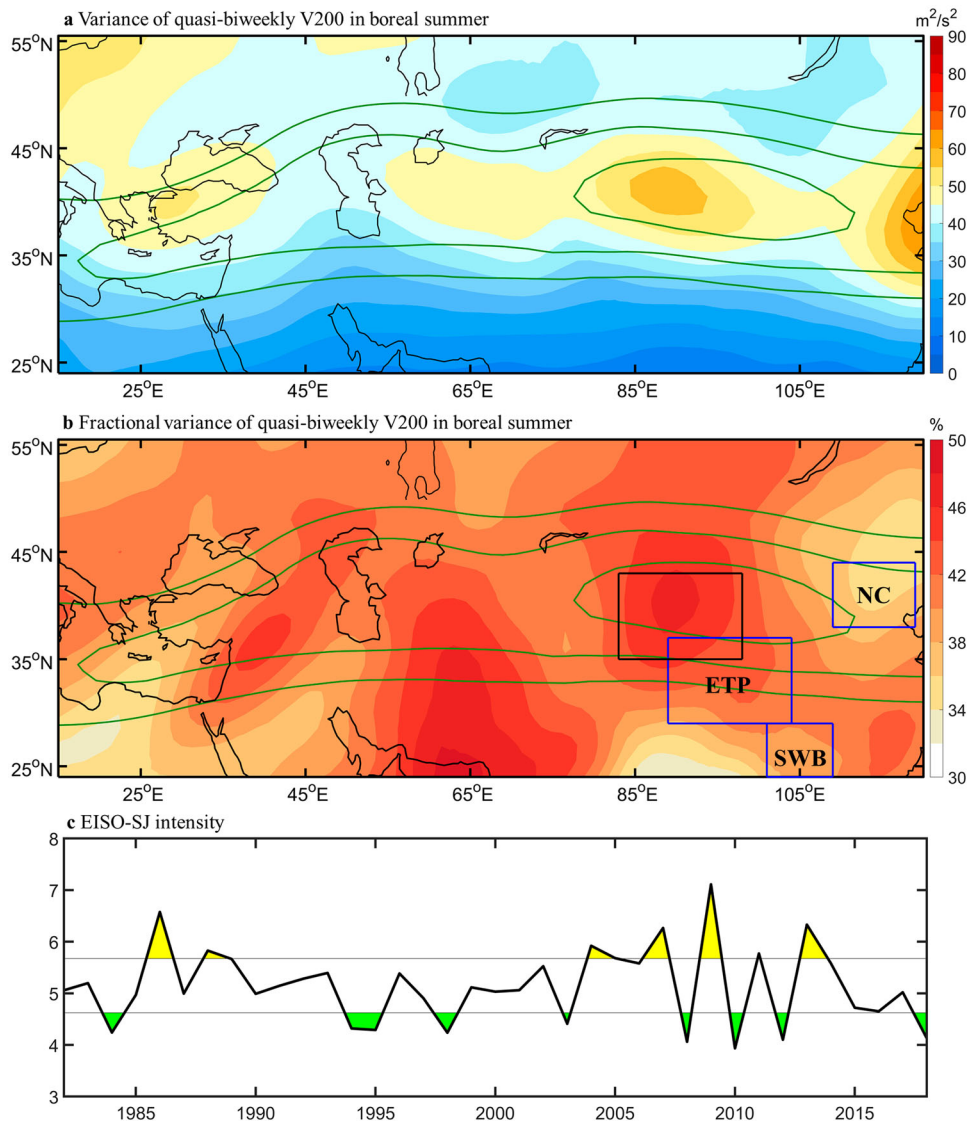 a Variance of quasi-biweekly V200 in boreal summer
m²/s²
55°N
45°N
35°N
25°N
25°E 45°E 65°E 85°E 105°E
90
80
70
60
50
40
30
20
10
0
b Fractional variance of quasi-biweekly V200 in boreal summer
%
55°N
45°N
35°N
25°N
25°E 45°E 65°E 85°E 105°E
NC
ETP
SWB
50
46
42
38
34
30
c EISO-SJ intensity
8
7
6
5
4
3
1985 1990 1995 2000 2005 2010 2015